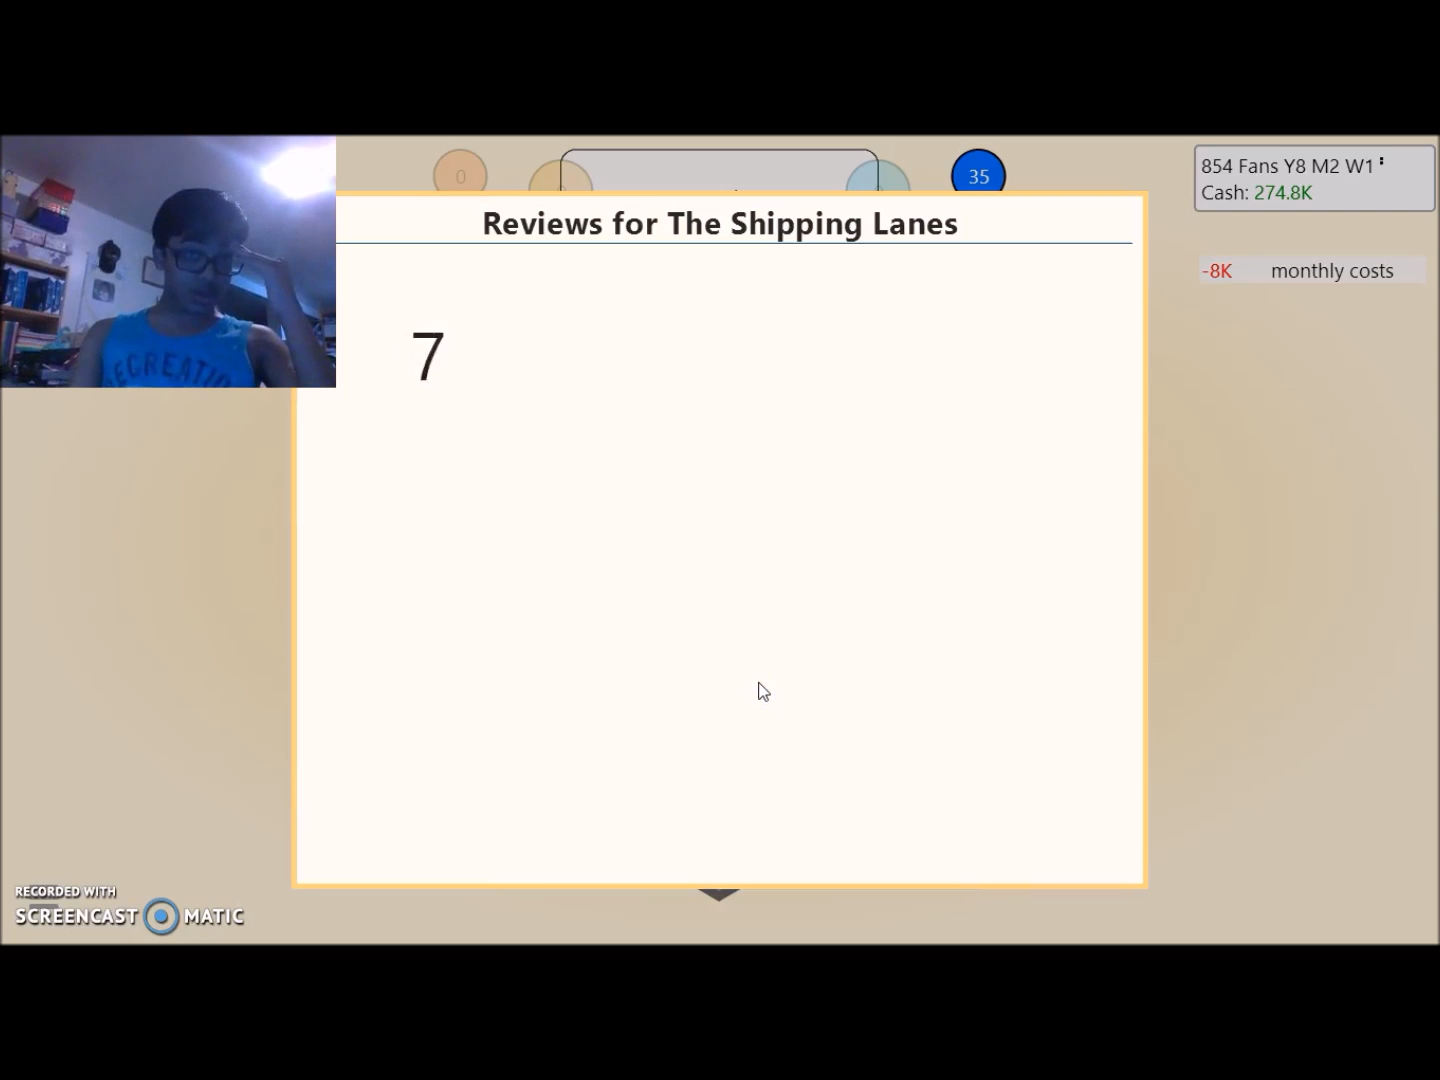 0
35
854 Fans Y8 M2 W1
Cash: 274.8K
Reviews for The Shipping Lanes
-8K monthly costs
7
RECREATIO
RECORDED WITH
SCREENCAST MATIC